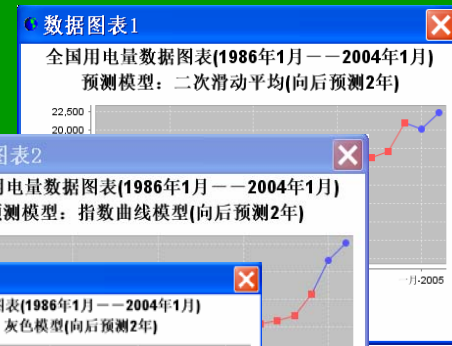 数据图表1
全国用电量数据图表(1986年1月－－2004年1月)
预测模型：二次滑动平均(向后预测2年)
22,500
20,000
一月-2005
图表2
用电量数据图表(1986年1月－－2004年1月)
测模型：指数曲线模型(向后预测2年)
图表(1986年1月－－2004年1月)
灰色模型(向后预测2年)